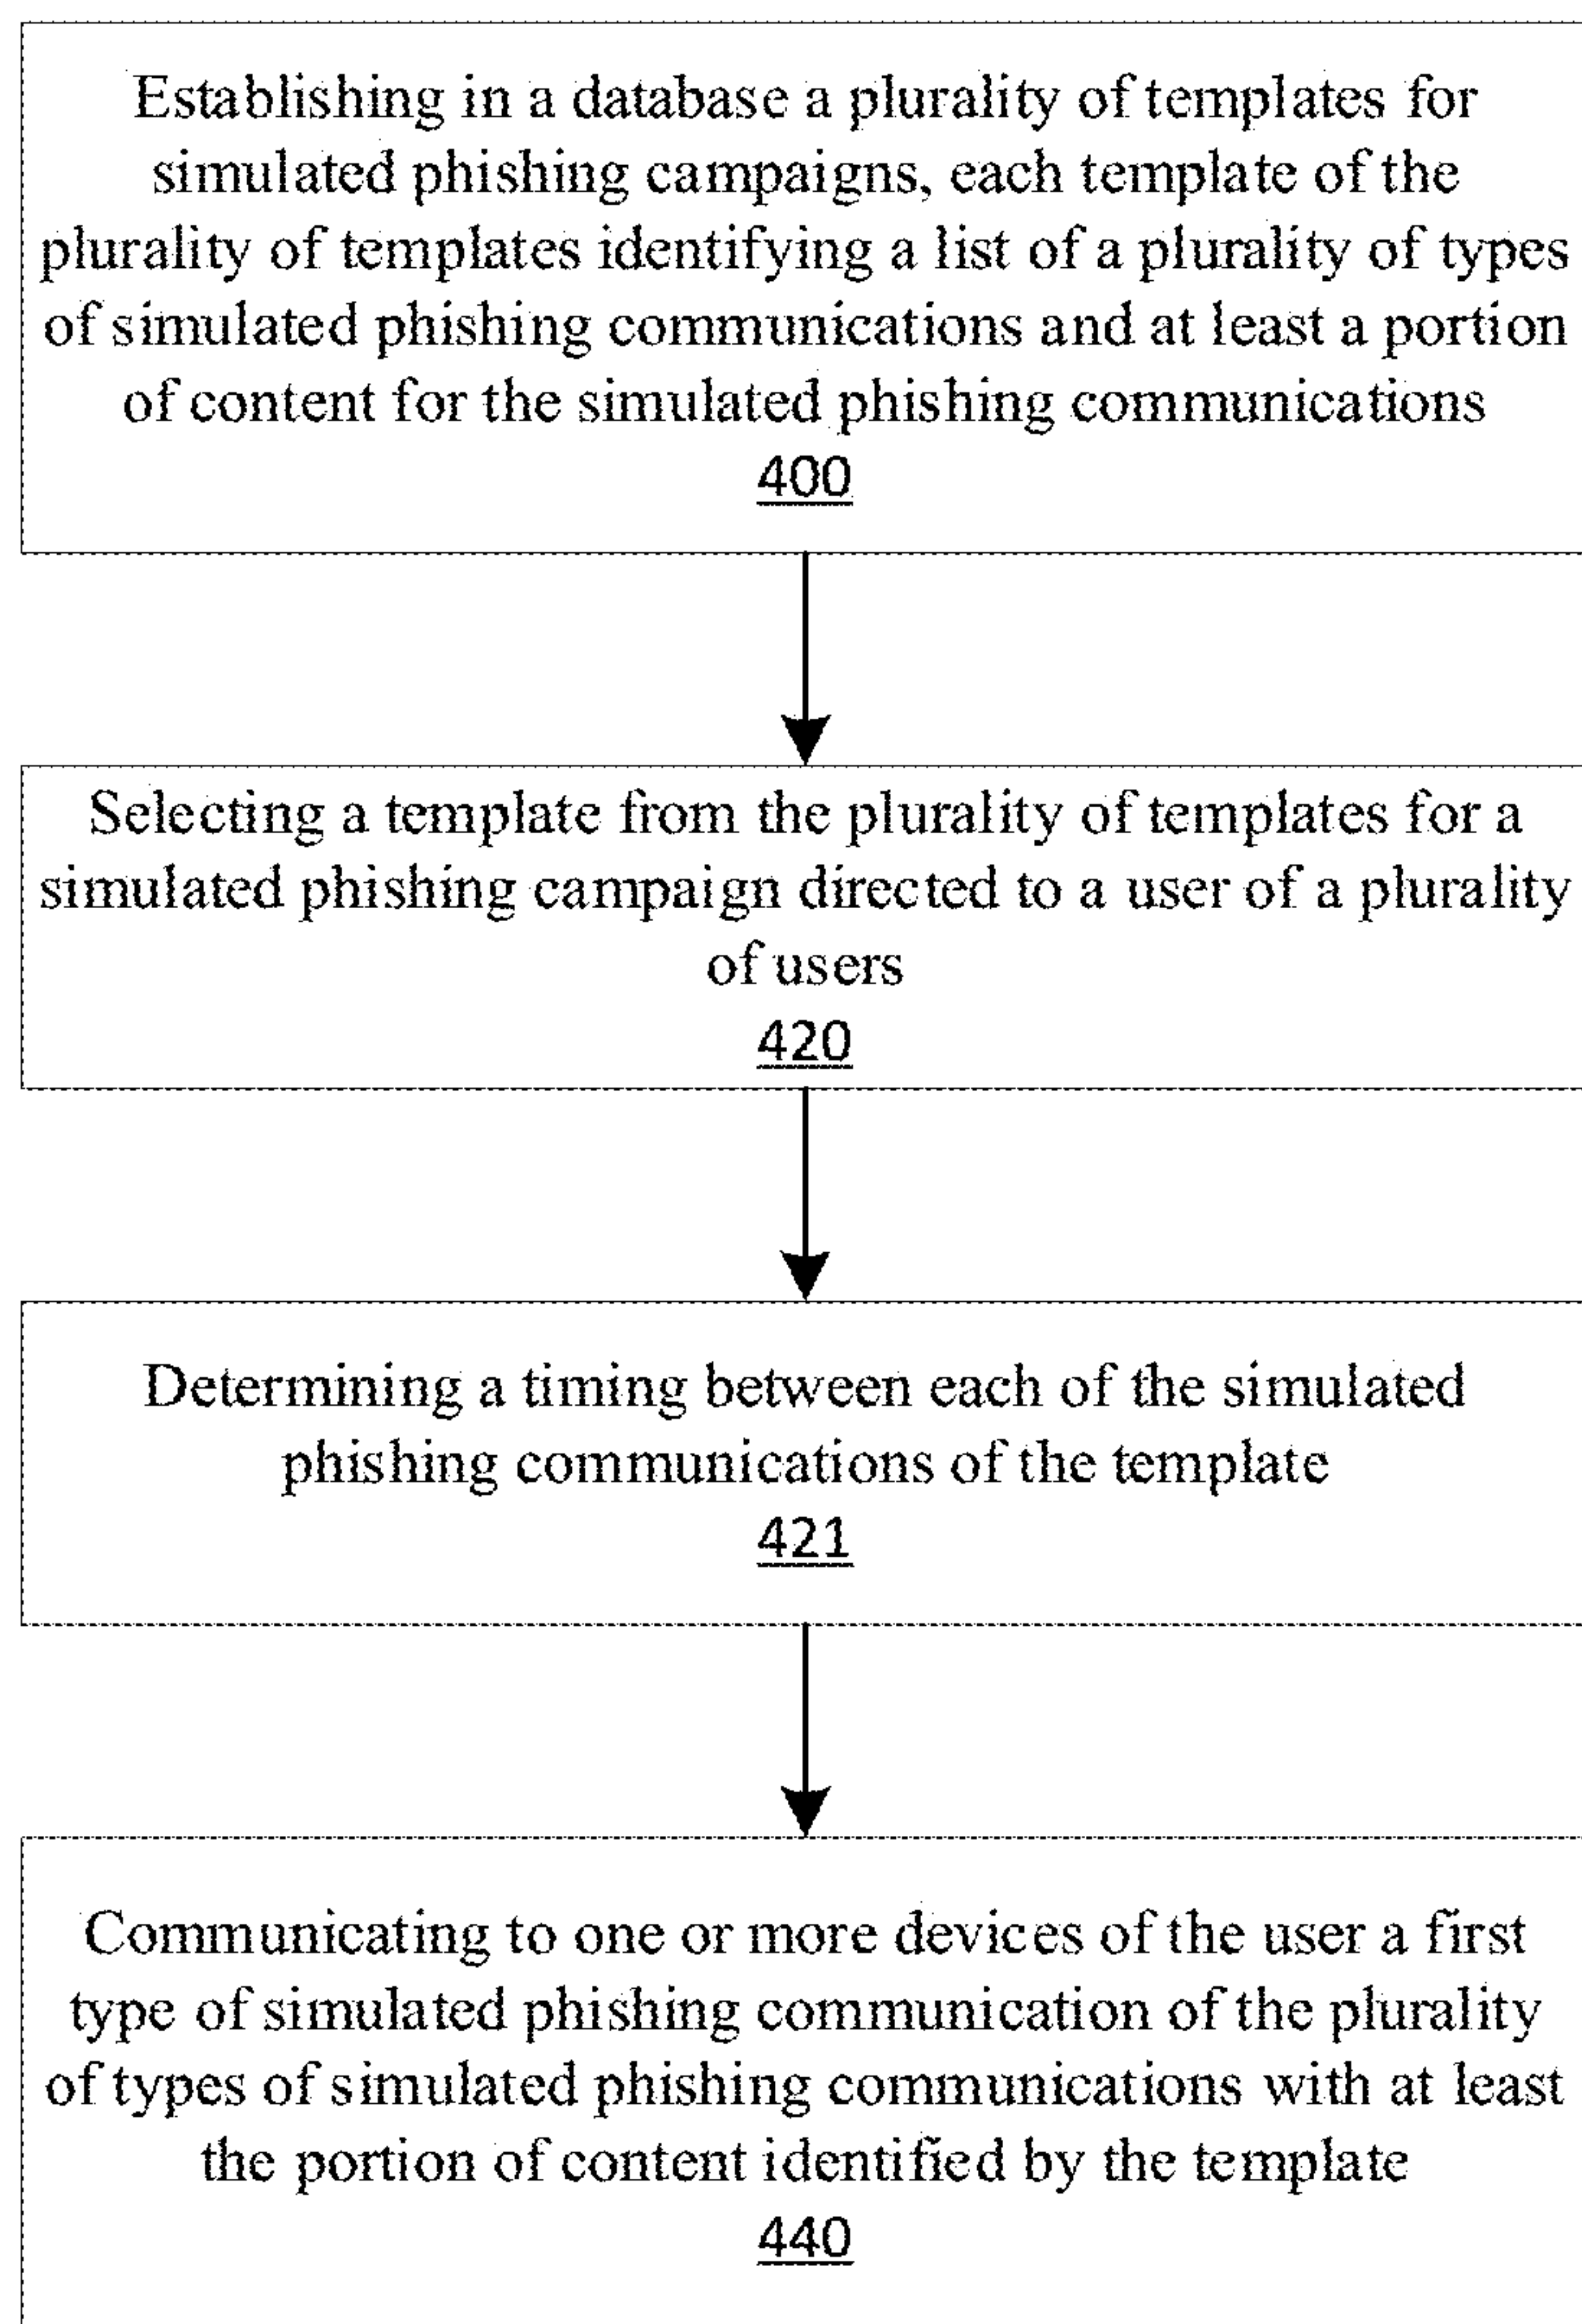 Establishing in a database a plurality of templates for
simulated phishing campaigns, each template of the
plurality of templates identifying a list of a plurality of types
of simulated phishing communications and at least a portion
of content for the simulated phishing communications
400
Selecting a template from the plurality of templates for a
simulated phishing campaign directed to a user of a plurality
of users
420
Determining a timing between each of the simulated
phishing communications of the template
421
Communicating to one or more devices of the user a first
type of simulated phishing communication of the plurality
of types of simulated phishing communications with at least
the portion of content identified by the template
440